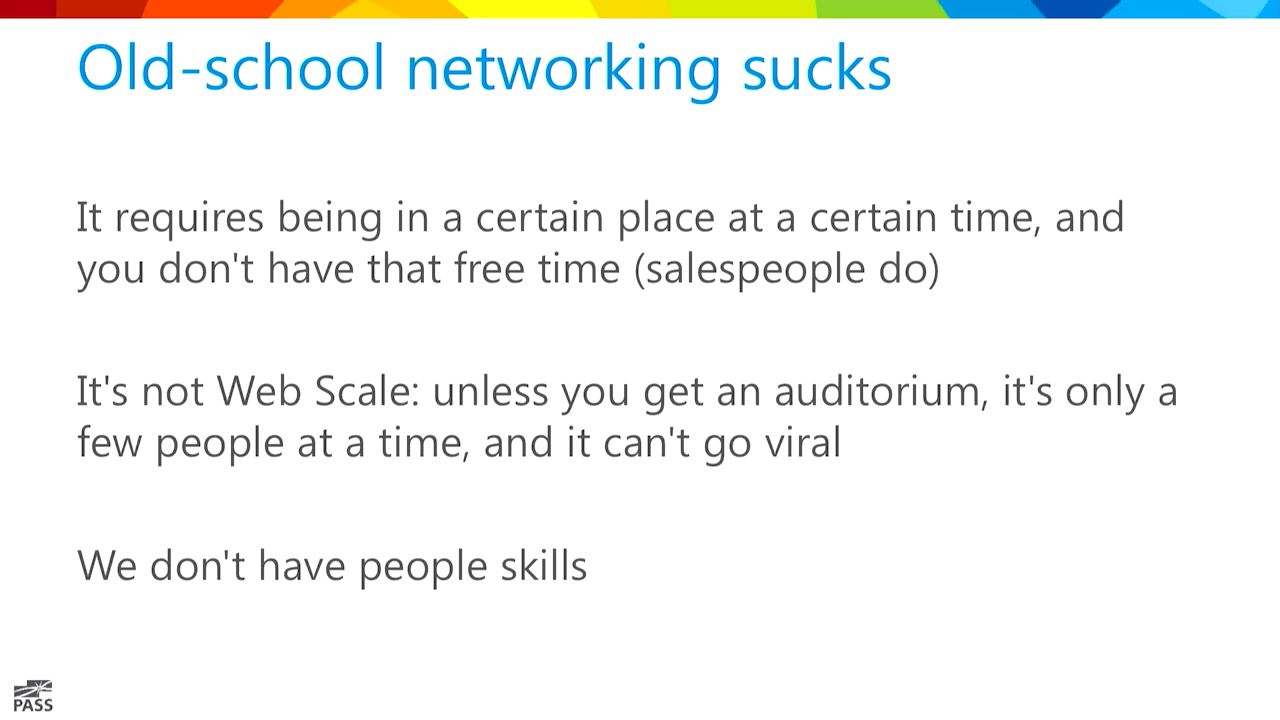 Old-school networking sucks
It requires being in a certain place at a certain time, and
you don't have that free time (salespeople do)
It's not Web Scale: unless you get an auditorium, it's only a
few people at a time, and it can't go viral
We don't have people skills
PASS